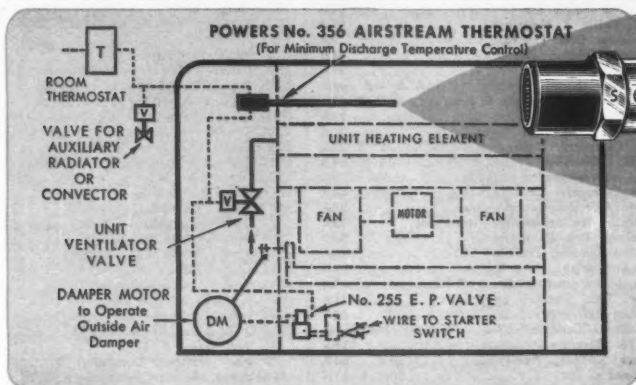 POWERS No. 356 AIRSTREAM THERMOSTAT
(For Minimum Discharge Temperature Control)
T
ROOM
THERMOSTAT
V
VALVE FOR
AUXILIARY
RADIATOR
OR
CONVECTOR
UNIT HEATING ELEMENT
V
UNIT
VENTILATOR
VALVE
FAN
MOTOR
FAN
DAMPER MOTOR
to Operate
Outside Air
Damper
DM
No. 255 E. P. VALVE
WIRE TO STARTER
SWITCH